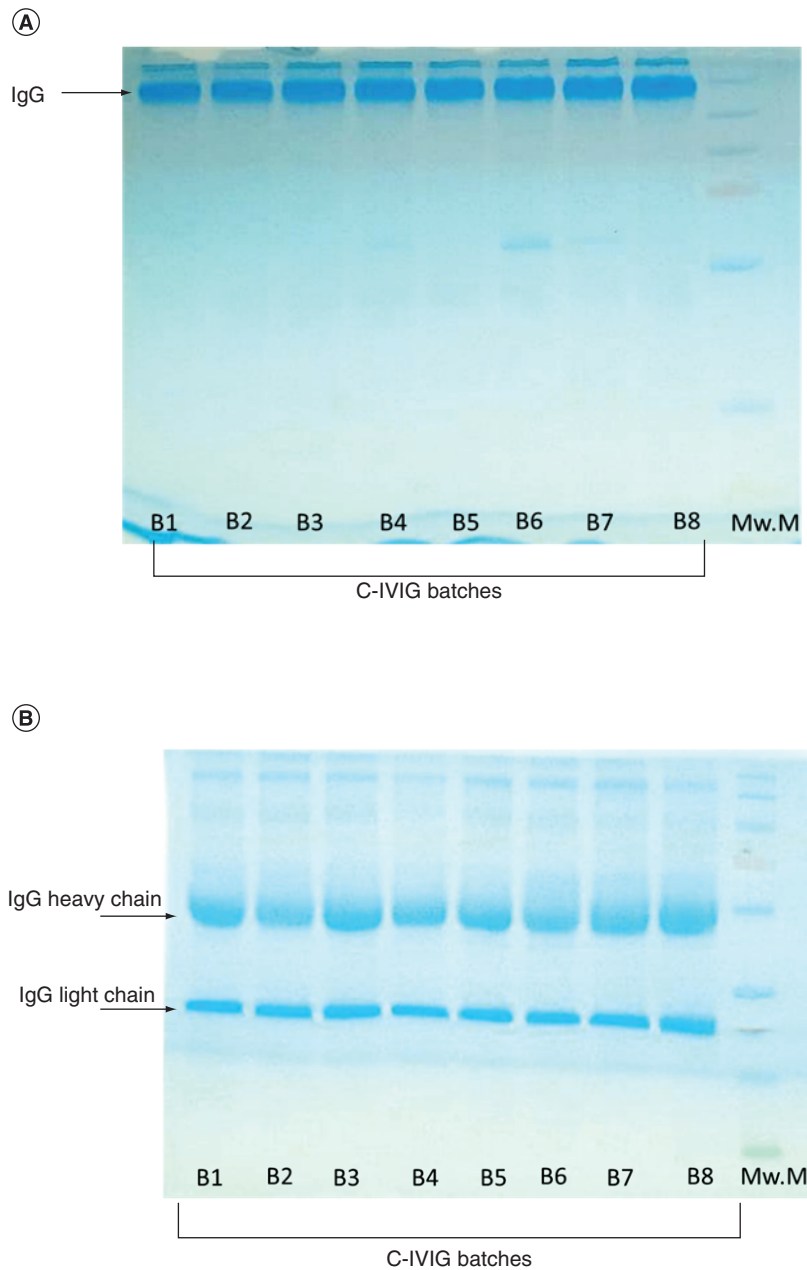 A
IgG
B1 B2 B3 B4 B5 B6 B7 B8 Mw.M
C-IVIG batches
B
IgG heavy chain
IgG light chain
B1 B2 B3 B4 B5 B6 B7 B8 Mw.M
C-IVIG batches